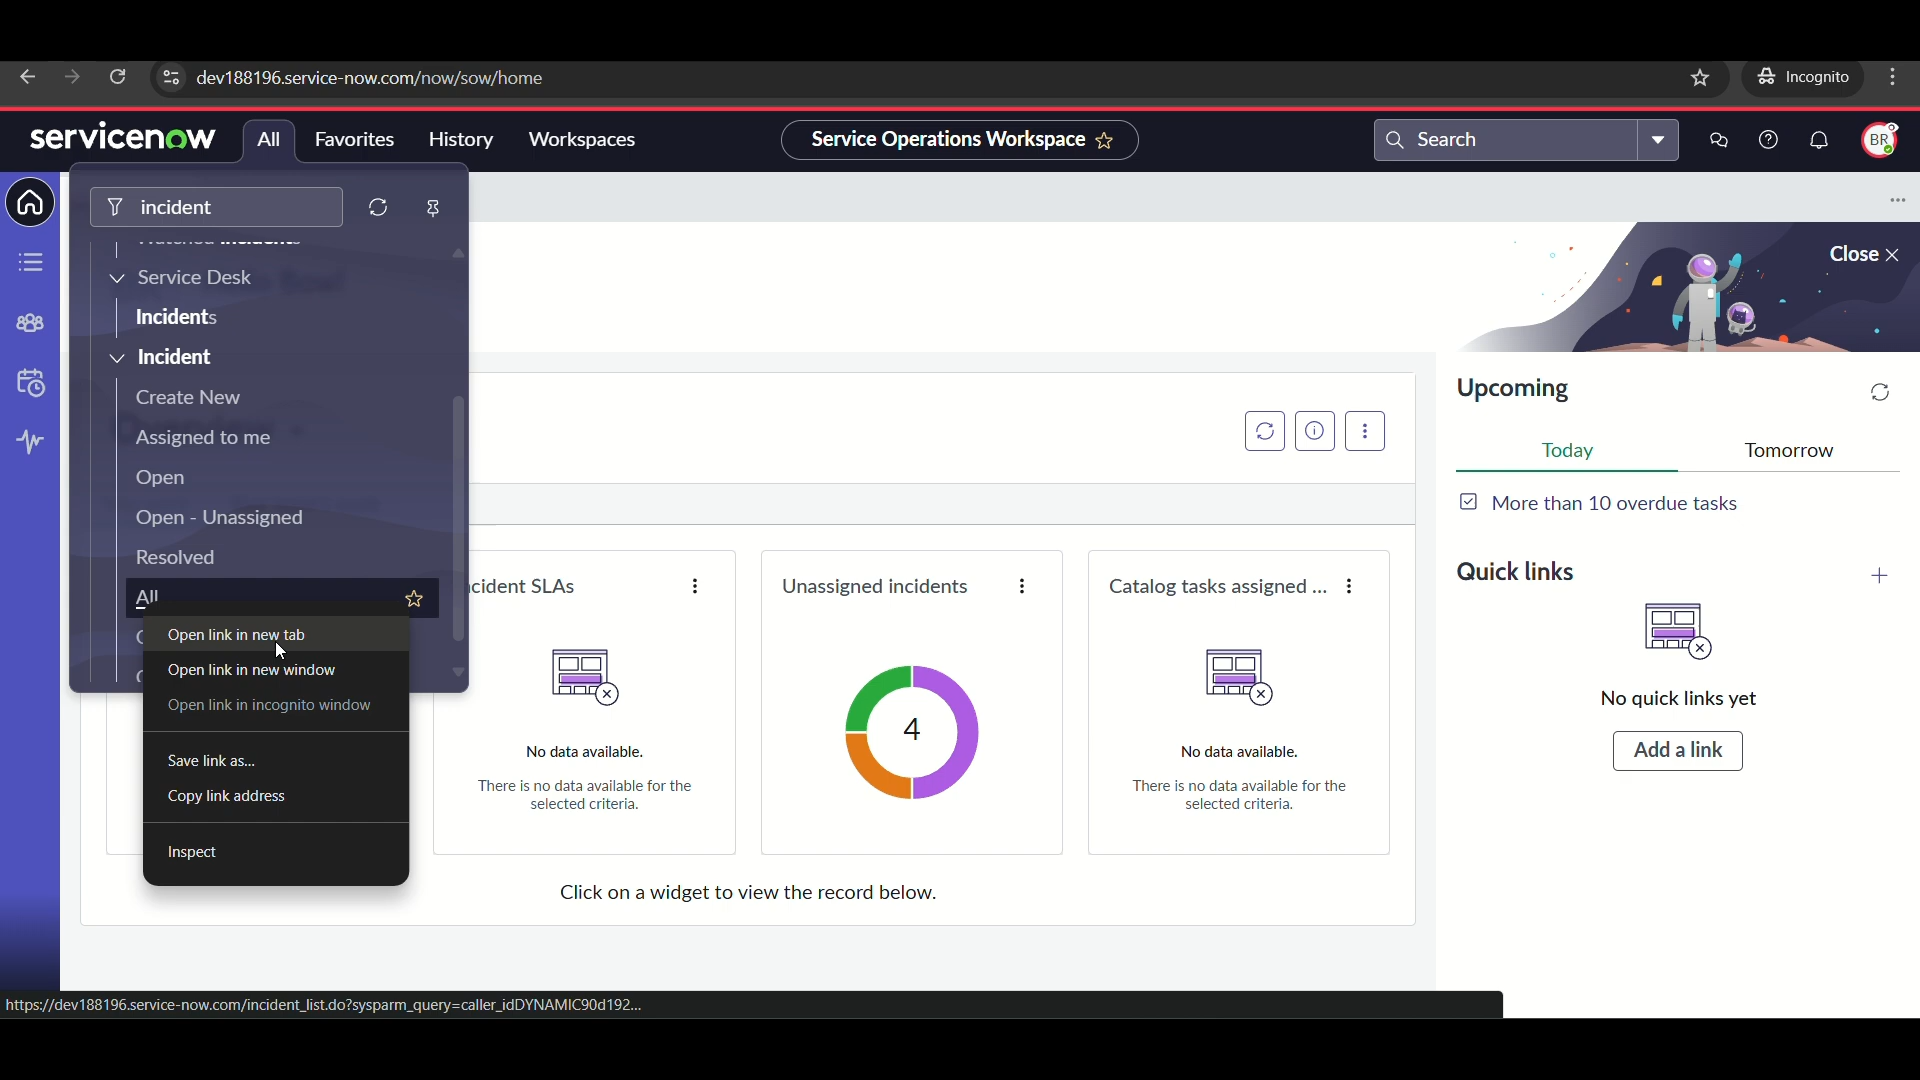 dev188196.service-now.com/now/sow/home
Incognito
servicenow
All
Favorites
History
Workspaces
Service Operations Workspace
Search
BR
incident
Service Desk
Incidents
Incident
Create New
Assigned to me
Open
Open - Unassigned
Resolved
All
Open link in new tab
Open link in new window
Open link in incognito window
Save link as...
Copy link address
Inspect
Close
cident SLAs
No data available.
There is no data available for the
selected criteria.
Unassigned incidents
4
Catalog tasks assigned ...
No data available.
There is no data available for the
selected criteria.
Click on a widget to view the record below.
Upcoming
Today
Tomorrow
More than 10 overdue tasks
Quick links
No quick links yet
Add a link
https://dev188196.service-now.com/incident_list.do?sysparm_query=caller_idDYNAMIC90d192...